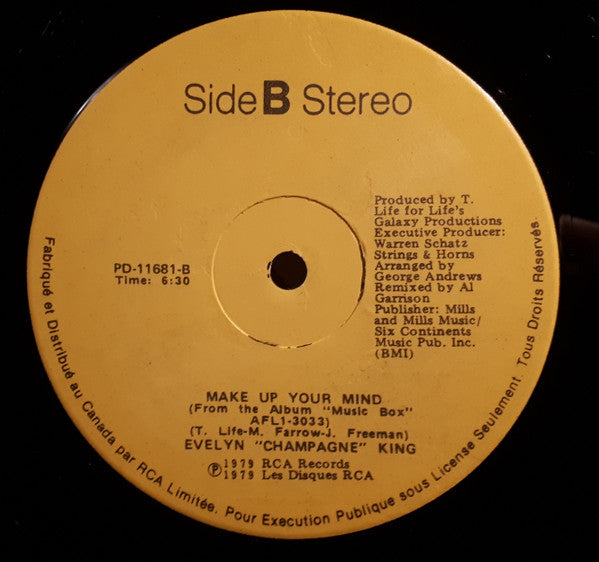 Side B Stereo
PD-11681-B
Time: 6:30
Produced by T.
Life for Life's
Galaxy Productions
Executive Producer:
Warren Schatz
Strings & Horns
Arranged by
George Andrews
Remixed by Al
Garrison
Publisher: Mills
and Mills Music/
Six Continents
Music Pub. Inc.
(BMI)
MAKE UP YOUR MIND
(From the Album "Music Box"
AFL1-3033)
(T. Life-M. Farrow-J. Freeman)
EVELYN "CHAMPAGNE" KING
℗1979 RCA Records
©1979 Les Disques RCA
Fabriqué et Distribué au Canada par RCA Limitée. Pour Execution Publique sous License Seulement. Tous Droits Réservés.